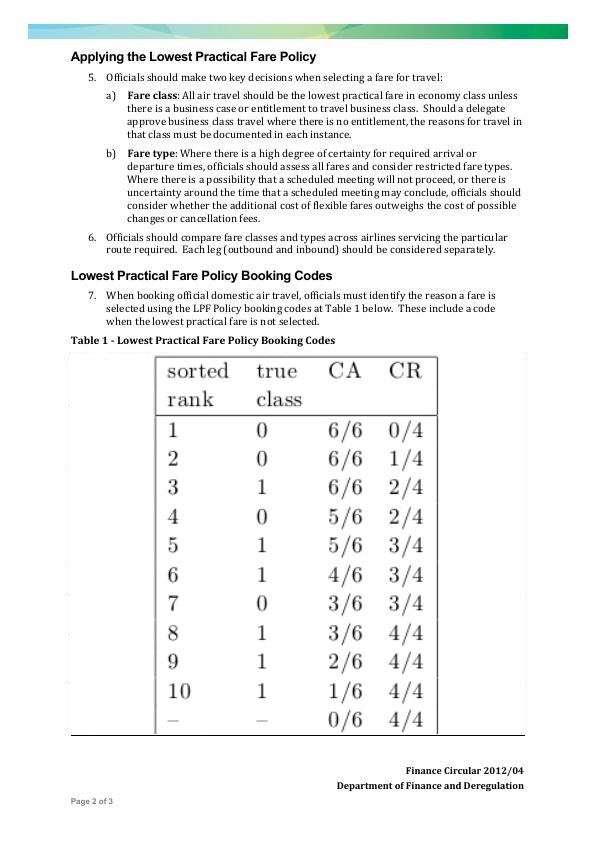 Applying the Lowest Practical Fare Policy
5. Officials should make two key decisions when selecting a fare for travel:
a) Fare class: All air travel should be the lowest practical fare in economy class unless
there is a business case or entitlement to travel business class. Should a delegate
approve business class travel where there is no entitlement, the reasons for travel in
that class must be documented in each instance.
b) Fare type: Where there is a high degree of certainty for required arrival or
departure times, officials should assess all fares and consider restricted fare types.
Where there is a possibility that a scheduled meeting will not proceed, or there is
uncertainty around the time that a scheduled meeting may conclude, officials should
consider whether the additional cost of flexible fares outweighs the cost of possible
changes or cancellation fees.
6. Officials should compare fare classes and types across airlines servicing the particular
route required. Each leg (outbound and inbound) should be considered separately.
Lowest Practical Fare Policy Booking Codes
7. When booking official domestic air travel, officials must identify the reason a fare is
selected using the LPF Policy booking codes at Table 1 below. These include a code
when the lowest practical fare is not selected.
Table 1 - Lowest Practical Fare Policy Booking Codes
sorted true CA CR
rank class
1 0 6/6 0/4
2 0 6/6 1/4
3 1 6/6 2/4
4 0 5/6 2/4
5 1 5/6 3/4
6 1 4/6 3/4
7 0 3/6 3/4
8 1 3/6 4/4
9 1 2/6 4/4
10 1 1/6 4/4
– – 0/6 4/4
Finance Circular 2012/04
Department of Finance and Deregulation
Page 2 of 3